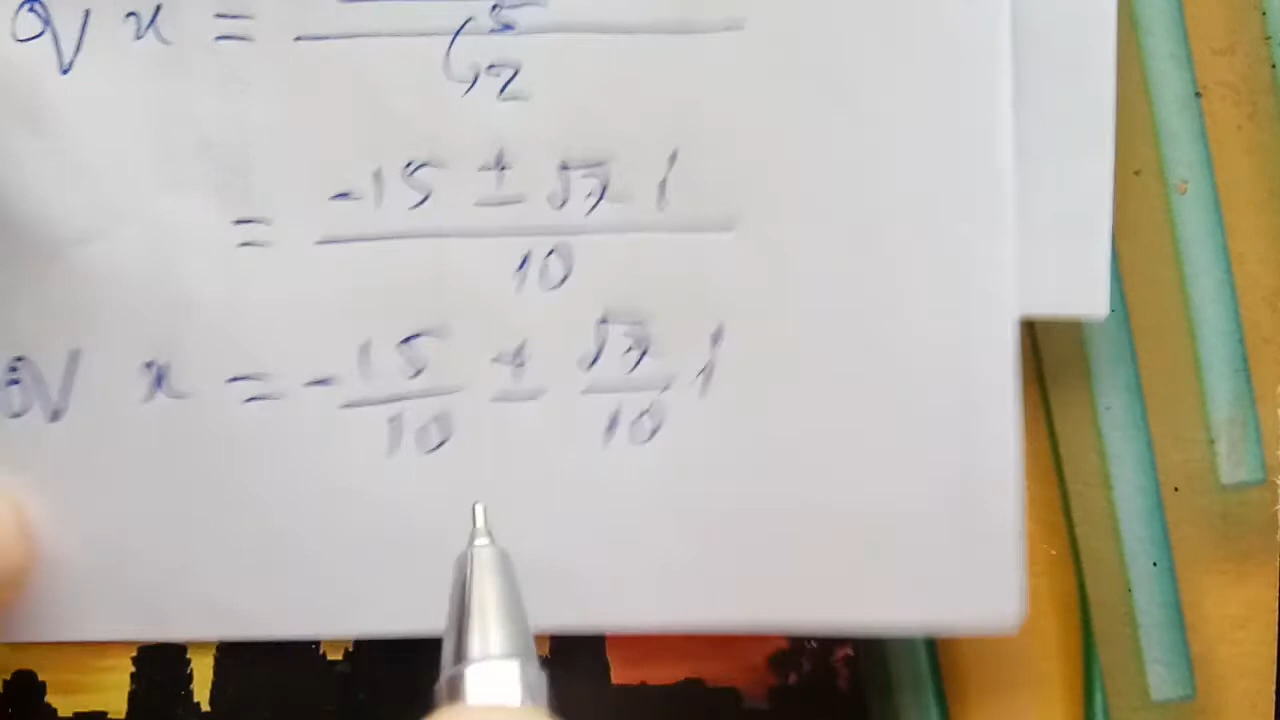 or x = 5/2
= (-15 ± √7 i)/10
or x = -15/10 ± √7/10 i